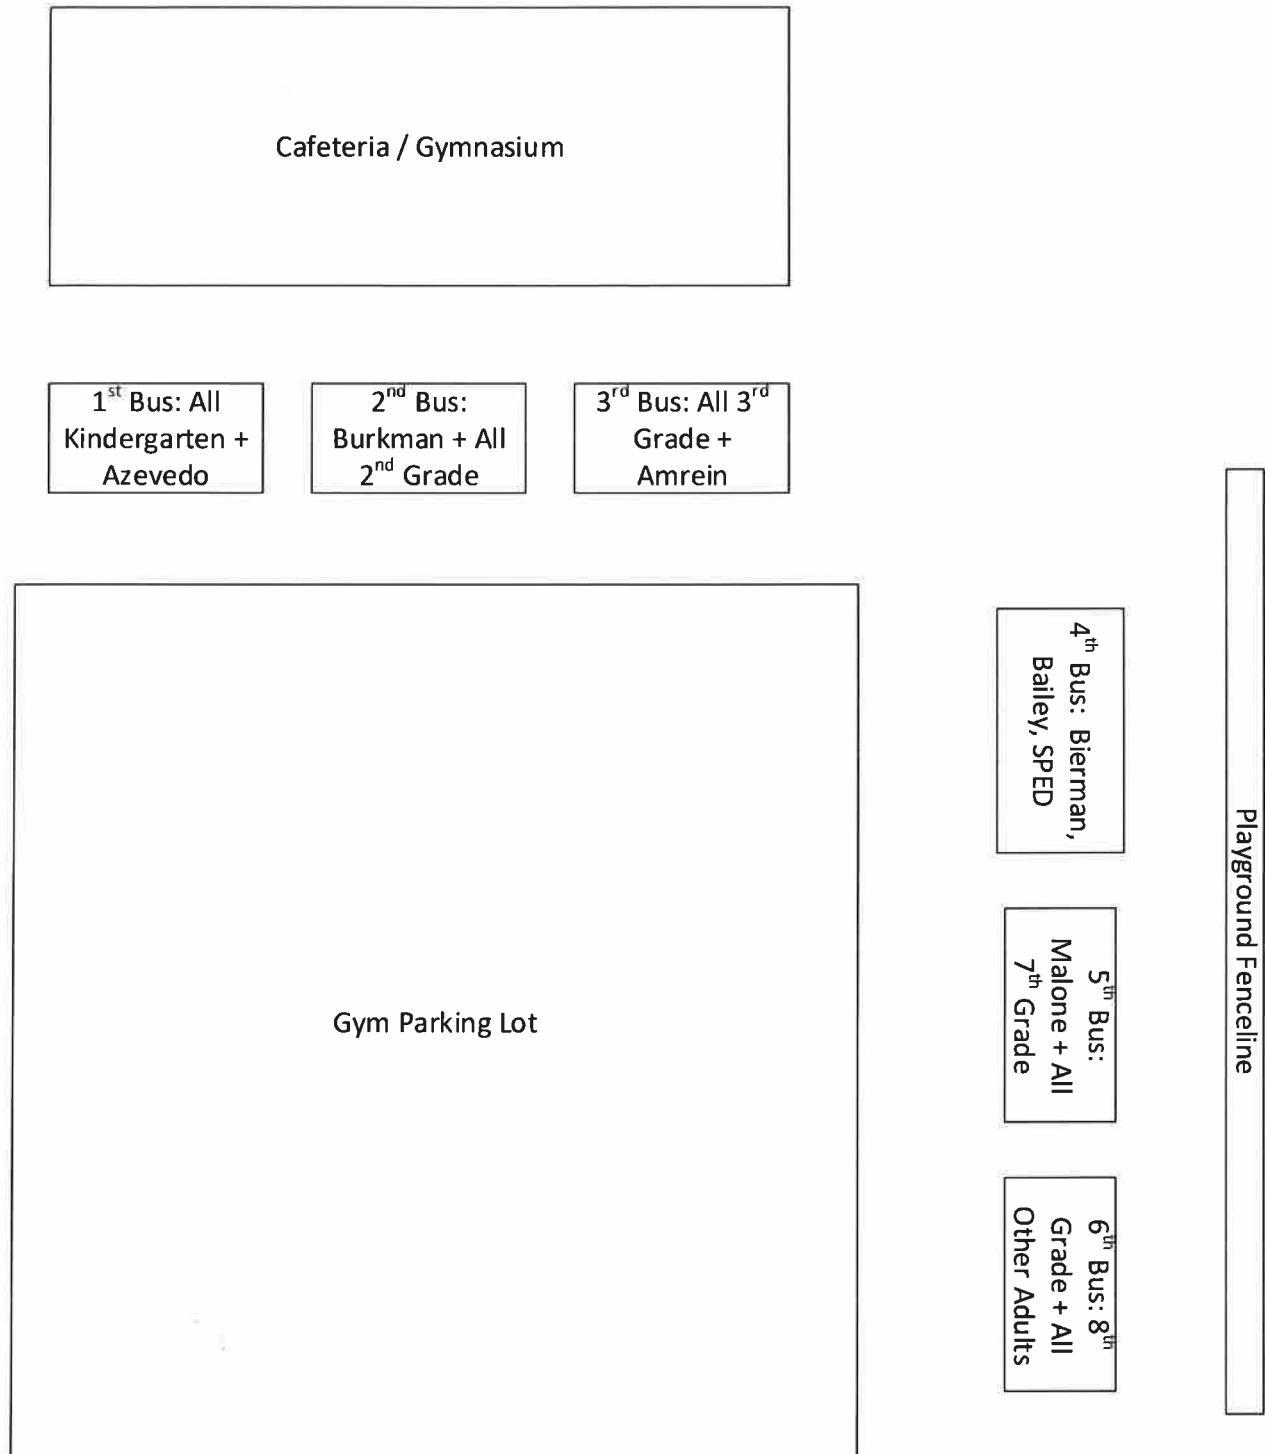 Cafeteria / Gymnasium
1st Bus: All
Kindergarten +
Azevedo
2nd Bus:
Burkman + All
2nd Grade
3rd Bus: All 3rd
Grade +
Amrein
4th Bus: Bierman,
Bailey, SPED
5th Bus:
Malone + All
7th Grade
6th Bus: 8th
Grade + All
Other Adults
Playground Fenceline
Gym Parking Lot